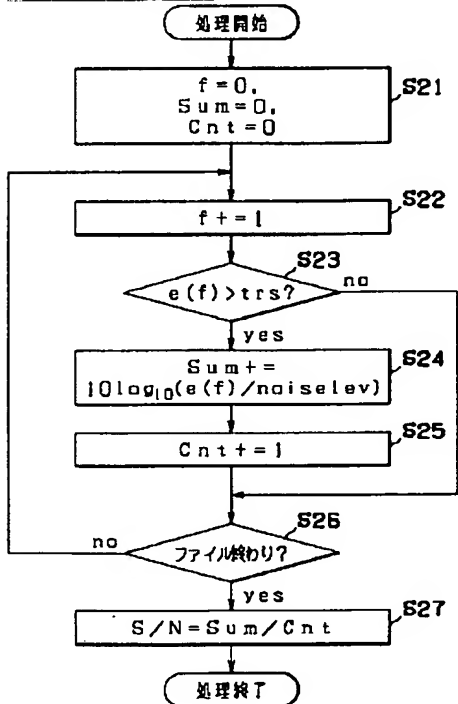 処理開始
f=0,
Sum=0,
Cnt=0
S21
f+=1
S22
S23
e(f)>trs?
no
yes
Sum+=
10log10(e(f)/noiselev)
S24
Cnt+=1
S25
S26
no
ファイル終わり?
yes
S/N=Sum/Cnt
S27
処理終了